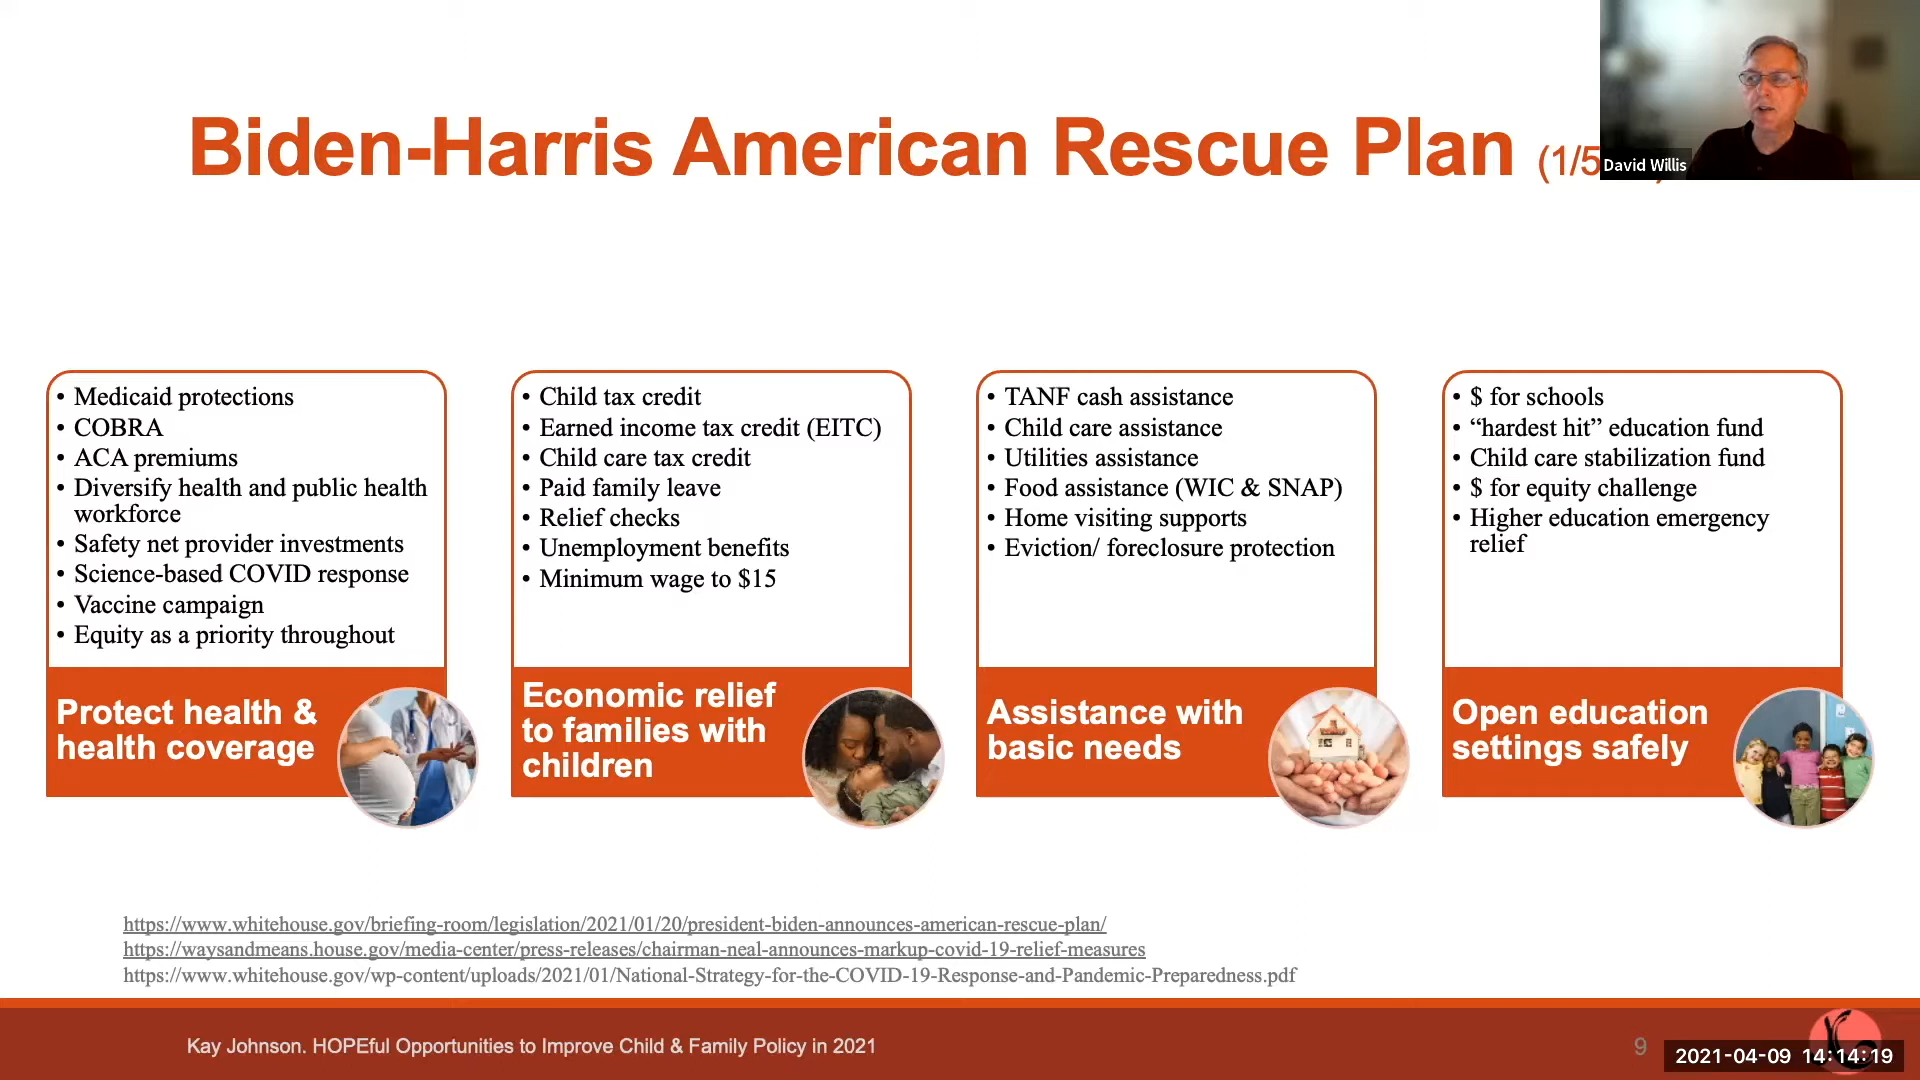 Biden-Harris American Rescue Plan (1/5
David Willis
• Medicaid protections
• COBRA
• ACA premiums
• Diversify health and public health
workforce
• Safety net provider investments
• Science-based COVID response
• Vaccine campaign
• Equity as a priority throughout
Protect health &
health coverage
• Child tax credit
• Earned income tax credit (EITC)
• Child care tax credit
• Paid family leave
• Relief checks
• Unemployment benefits
• Minimum wage to $15
Economic relief
to families with
children
• TANF cash assistance
• Child care assistance
• Utilities assistance
• Food assistance (WIC & SNAP)
• Home visiting supports
• Eviction/ foreclosure protection
Assistance with
basic needs
• $ for schools
• “hardest hit” education fund
• Child care stabilization fund
• $ for equity challenge
• Higher education emergency
relief
Open education
settings safely
https://www.whitehouse.gov/briefing-room/legislation/2021/01/20/president-biden-announces-american-rescue-plan/
https://waysandmeans.house.gov/media-center/press-releases/chairman-neal-announces-markup-covid-19-relief-measures
https://www.whitehouse.gov/wp-content/uploads/2021/01/National-Strategy-for-the-COVID-19-Response-and-Pandemic-Preparedness.pdf
Kay Johnson. HOPEful Opportunities to Improve Child & Family Policy in 2021
9
2021-04-09 14:14:19